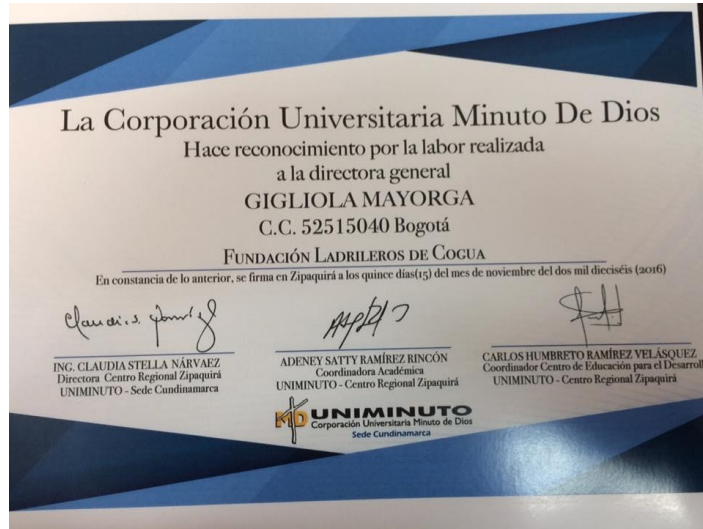 La Corporación Universitaria Minuto De Dios
Hace reconocimiento por la labor realizada
a la directora general
GIGLIOLA MAYORGA
C.C. 52515040 Bogotá
FUNDACIÓN LADRILEROS DE COGUA
En constancia de lo anterior, se firma en Zipaquirá a los quince días(15) del mes de noviembre del dos mil dieciséis (2016)
ING. CLAUDIA STELLA NÁRVAEZ
Directora Centro Regional Zipaquirá
UNIMINUTO - Sede Cundinamarca
ADENEY SATTY RAMÍREZ RINCÓN
Coordinadora Académica
UNIMINUTO - Centro Regional Zipaquirá
CARLOS HUMBRETO RAMÍREZ VELÁSQUEZ
Coordinador Centro de Educación para el Desarroll
UNIMINUTO - Centro Regional Zipaquirá
MD UNIMINUTO
Corporación Universitaria Minuto de Dios
Sede Cundinamarca